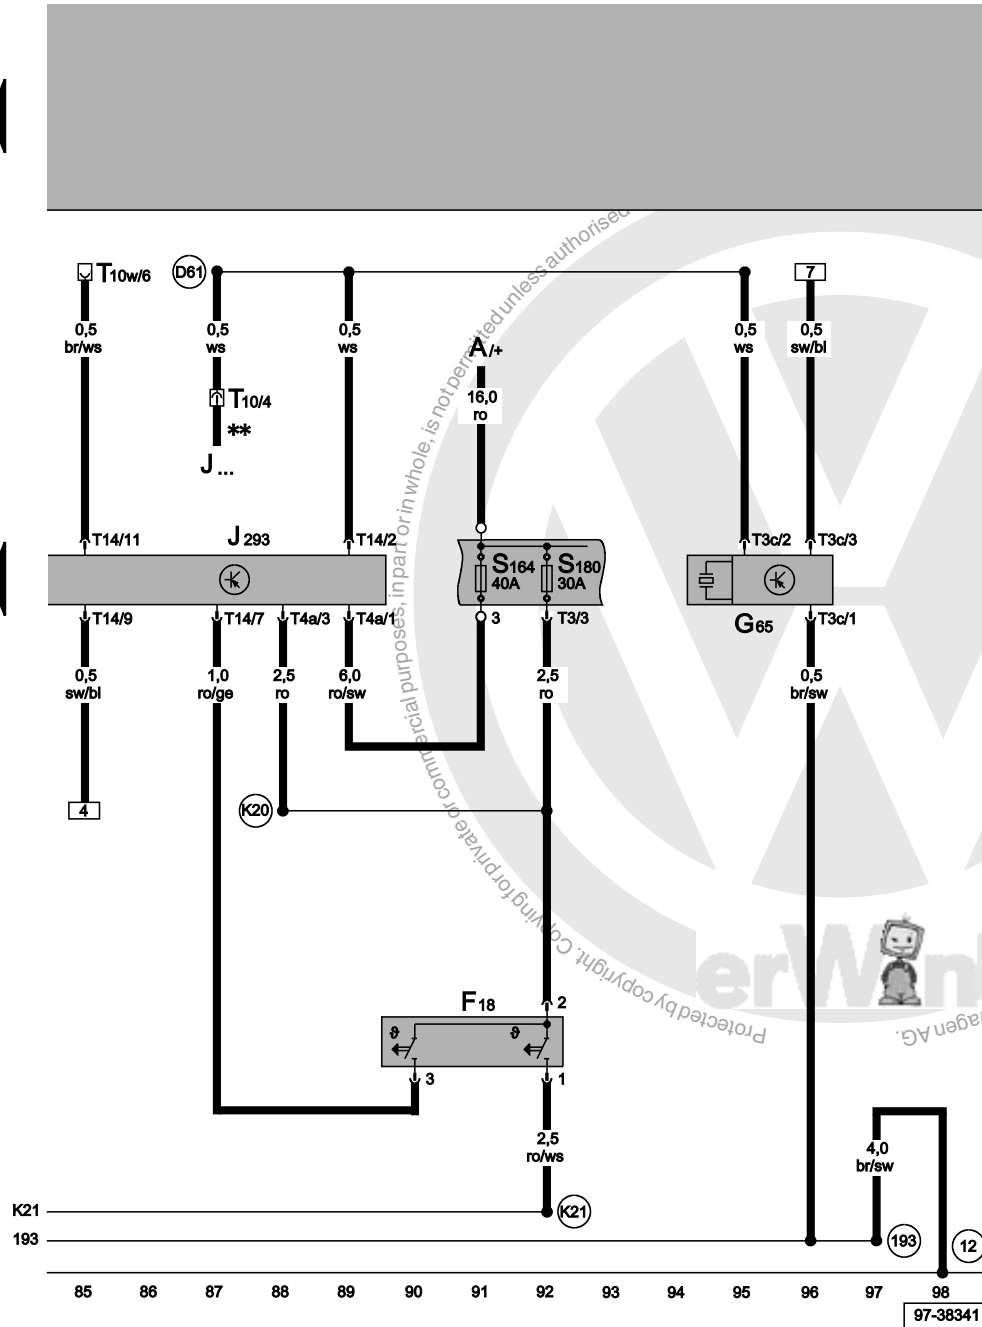 T10w/6
D61
7
0,5 br/ws
0,5 ws
0,5 ws
0,5 ws
0,5 sw/bl
A/+
16,0 ro
T10/4
**
J ...
T14/11
J 293
T14/2
T3c/2
T3c/3
S164 40A
S180 30A
T14/9
T14/7
T4a/3
T4a/1
3
T3/3
G65
T3c/1
0,5 sw/bl
1,0 ro/ge
2,5 ro
6,0 ro/sw
2,5 ro
0,5 br/sw
4
K20
F18
2
ϑ
ϑ
3
1
2,5 ro/ws
4,0 br/sw
K21
K21
193
193
12
85 86 87 88 89 90 91 92 93 94 95 96 97 98
97-38341
Protected by copyright. Copying for private or commercial purposes, in part or in whole, is not permitted unless authorised
wagen AG.
erWin